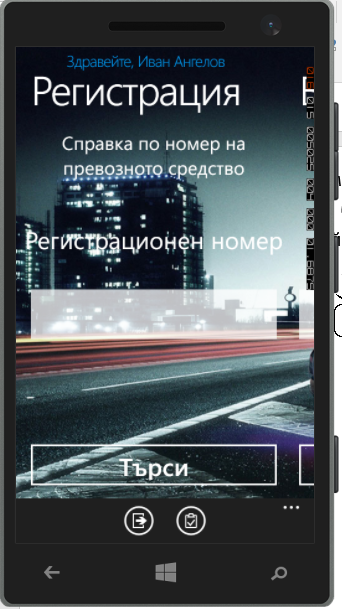 Здравейте, Иван Ангелов
Регистрация
Справка по номер на
превозното средство
Регистрационен номер
Търси